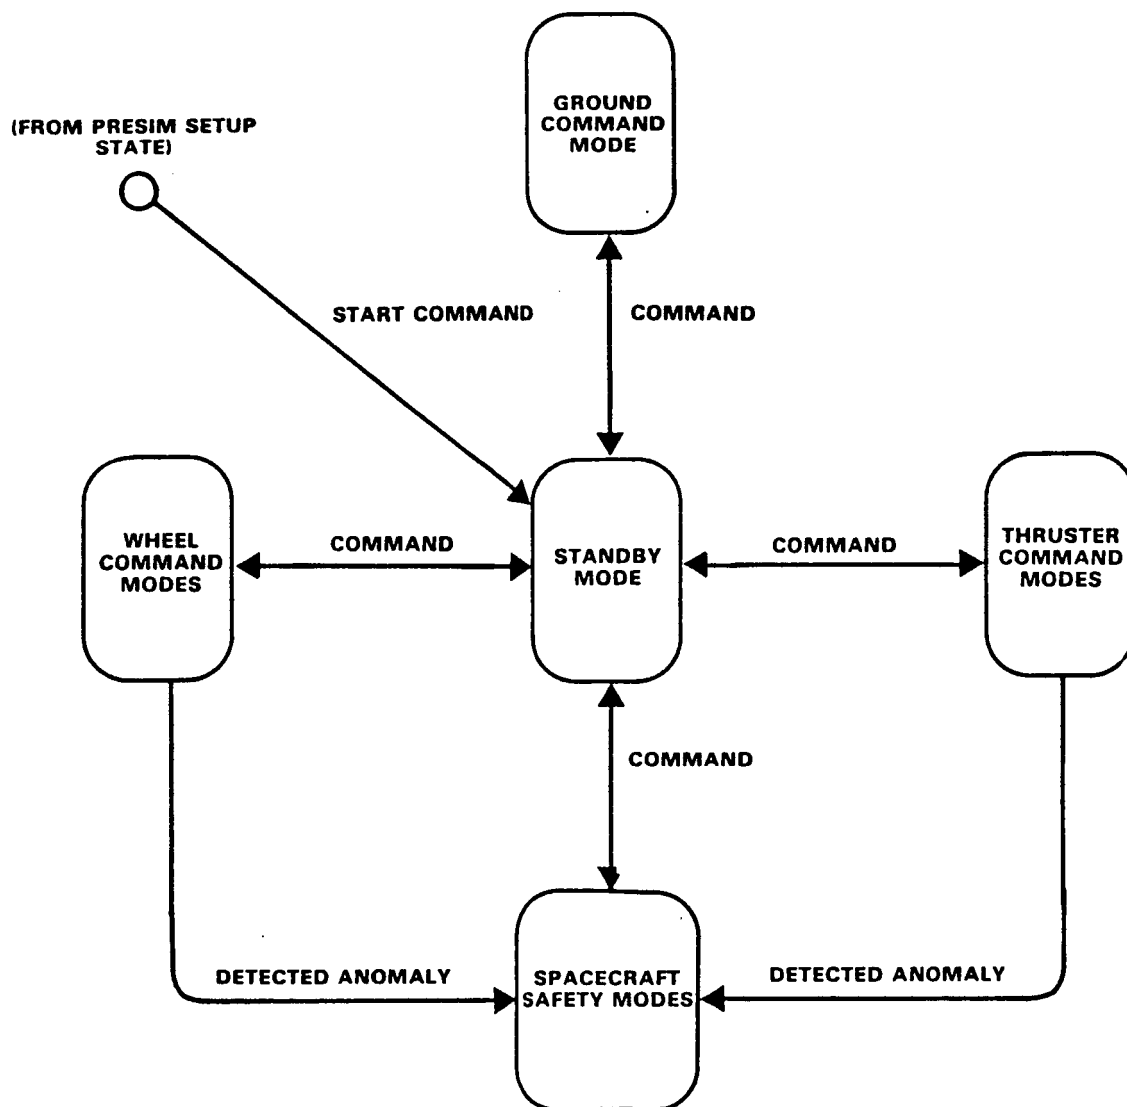 GROUND
COMMAND
MODE
(FROM PRESIM SETUP
STATE)
START COMMAND
COMMAND
WHEEL
COMMAND
MODES
COMMAND
STANDBY
MODE
COMMAND
THRUSTER
COMMAND
MODES
COMMAND
DETECTED ANOMALY
SPACECRAFT
SAFETY MODES
DETECTED ANOMALY